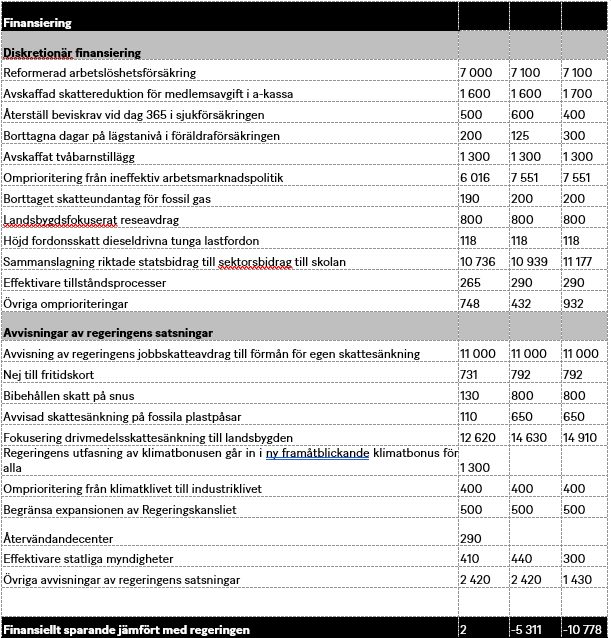 Finansiering
Diskretionär finansiering
Reformerad arbetslöshetsförsäkring 7 000 7 100 7 100
Avskaffad skattereduktion för medlemsavgift i a-kassa 1 600 1 600 1 700
Återställ beviskrav vid dag 365 i sjukförsäkringen 500 600 400
Borttagna dagar på lägstanivå i föräldraförsäkringen 200 125 300
Avskaffat tvåbarnstillägg 1 300 1 300 1 300
Omprioritering från ineffektiv arbetsmarknadspolitik 6 016 7 551 7 551
Borttaget skatteundantag för fossil gas 190 200 200
Landsbygdsfokuserat reseavdrag 800 800 800
Höjd fordonsskatt dieseldrivna tunga lastfordon 118 118 118
Sammanslagning riktade statsbidrag till sektorsbidrag till skolan 10 736 10 939 11 177
Effektivare tillståndsprocesser 265 290 290
Övriga omprioriteringar 748 432 932
Avvisningar av regeringens satsningar
Avvisning av regeringens jobbskatteavdrag till förmån för egen skattesänkning 11 000 11 000 11 000
Nej till fritidskort 731 792 792
Bibehållen skatt på snus 130 800 800
Avvisad skattesänkning på fossila plastpåsar 110 650 650
Fokusering drivmedelsskattesänkning till landsbygden 12 620 14 630 14 910
Regeringens utfasning av klimatbonusen går in i ny framåtblickande klimatbonus för
alla 1 300
Omprioritering från klimatklivet till industriklivet 400 400 400
Begränsa expansionen av Regeringskansliet 500 500 500
Återvändandecenter 290
Effektivare statliga myndigheter 410 440 300
Övriga avvisningar av regeringens satsningar 2 420 2 420 1 430
Finansiellt sparande jämfört med regeringen 2 -5 311 -10 778